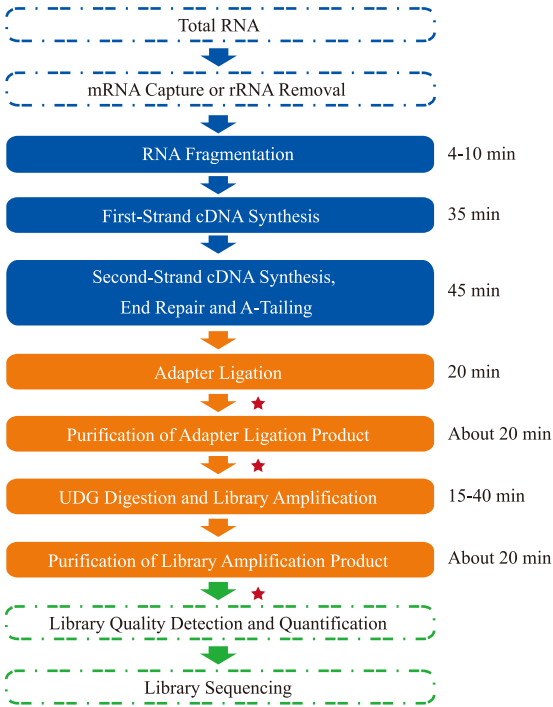 Total RNA
mRNA Capture or rRNA Removal
RNA Fragmentation
4-10 min
First-Strand cDNA Synthesis
35 min
Second-Strand cDNA Synthesis,
End Repair and A-Tailing
45 min
Adapter Ligation
20 min
Purification of Adapter Ligation Product
About 20 min
UDG Digestion and Library Amplification
15-40 min
Purification of Library Amplification Product
About 20 min
Library Quality Detection and Quantification
Library Sequencing